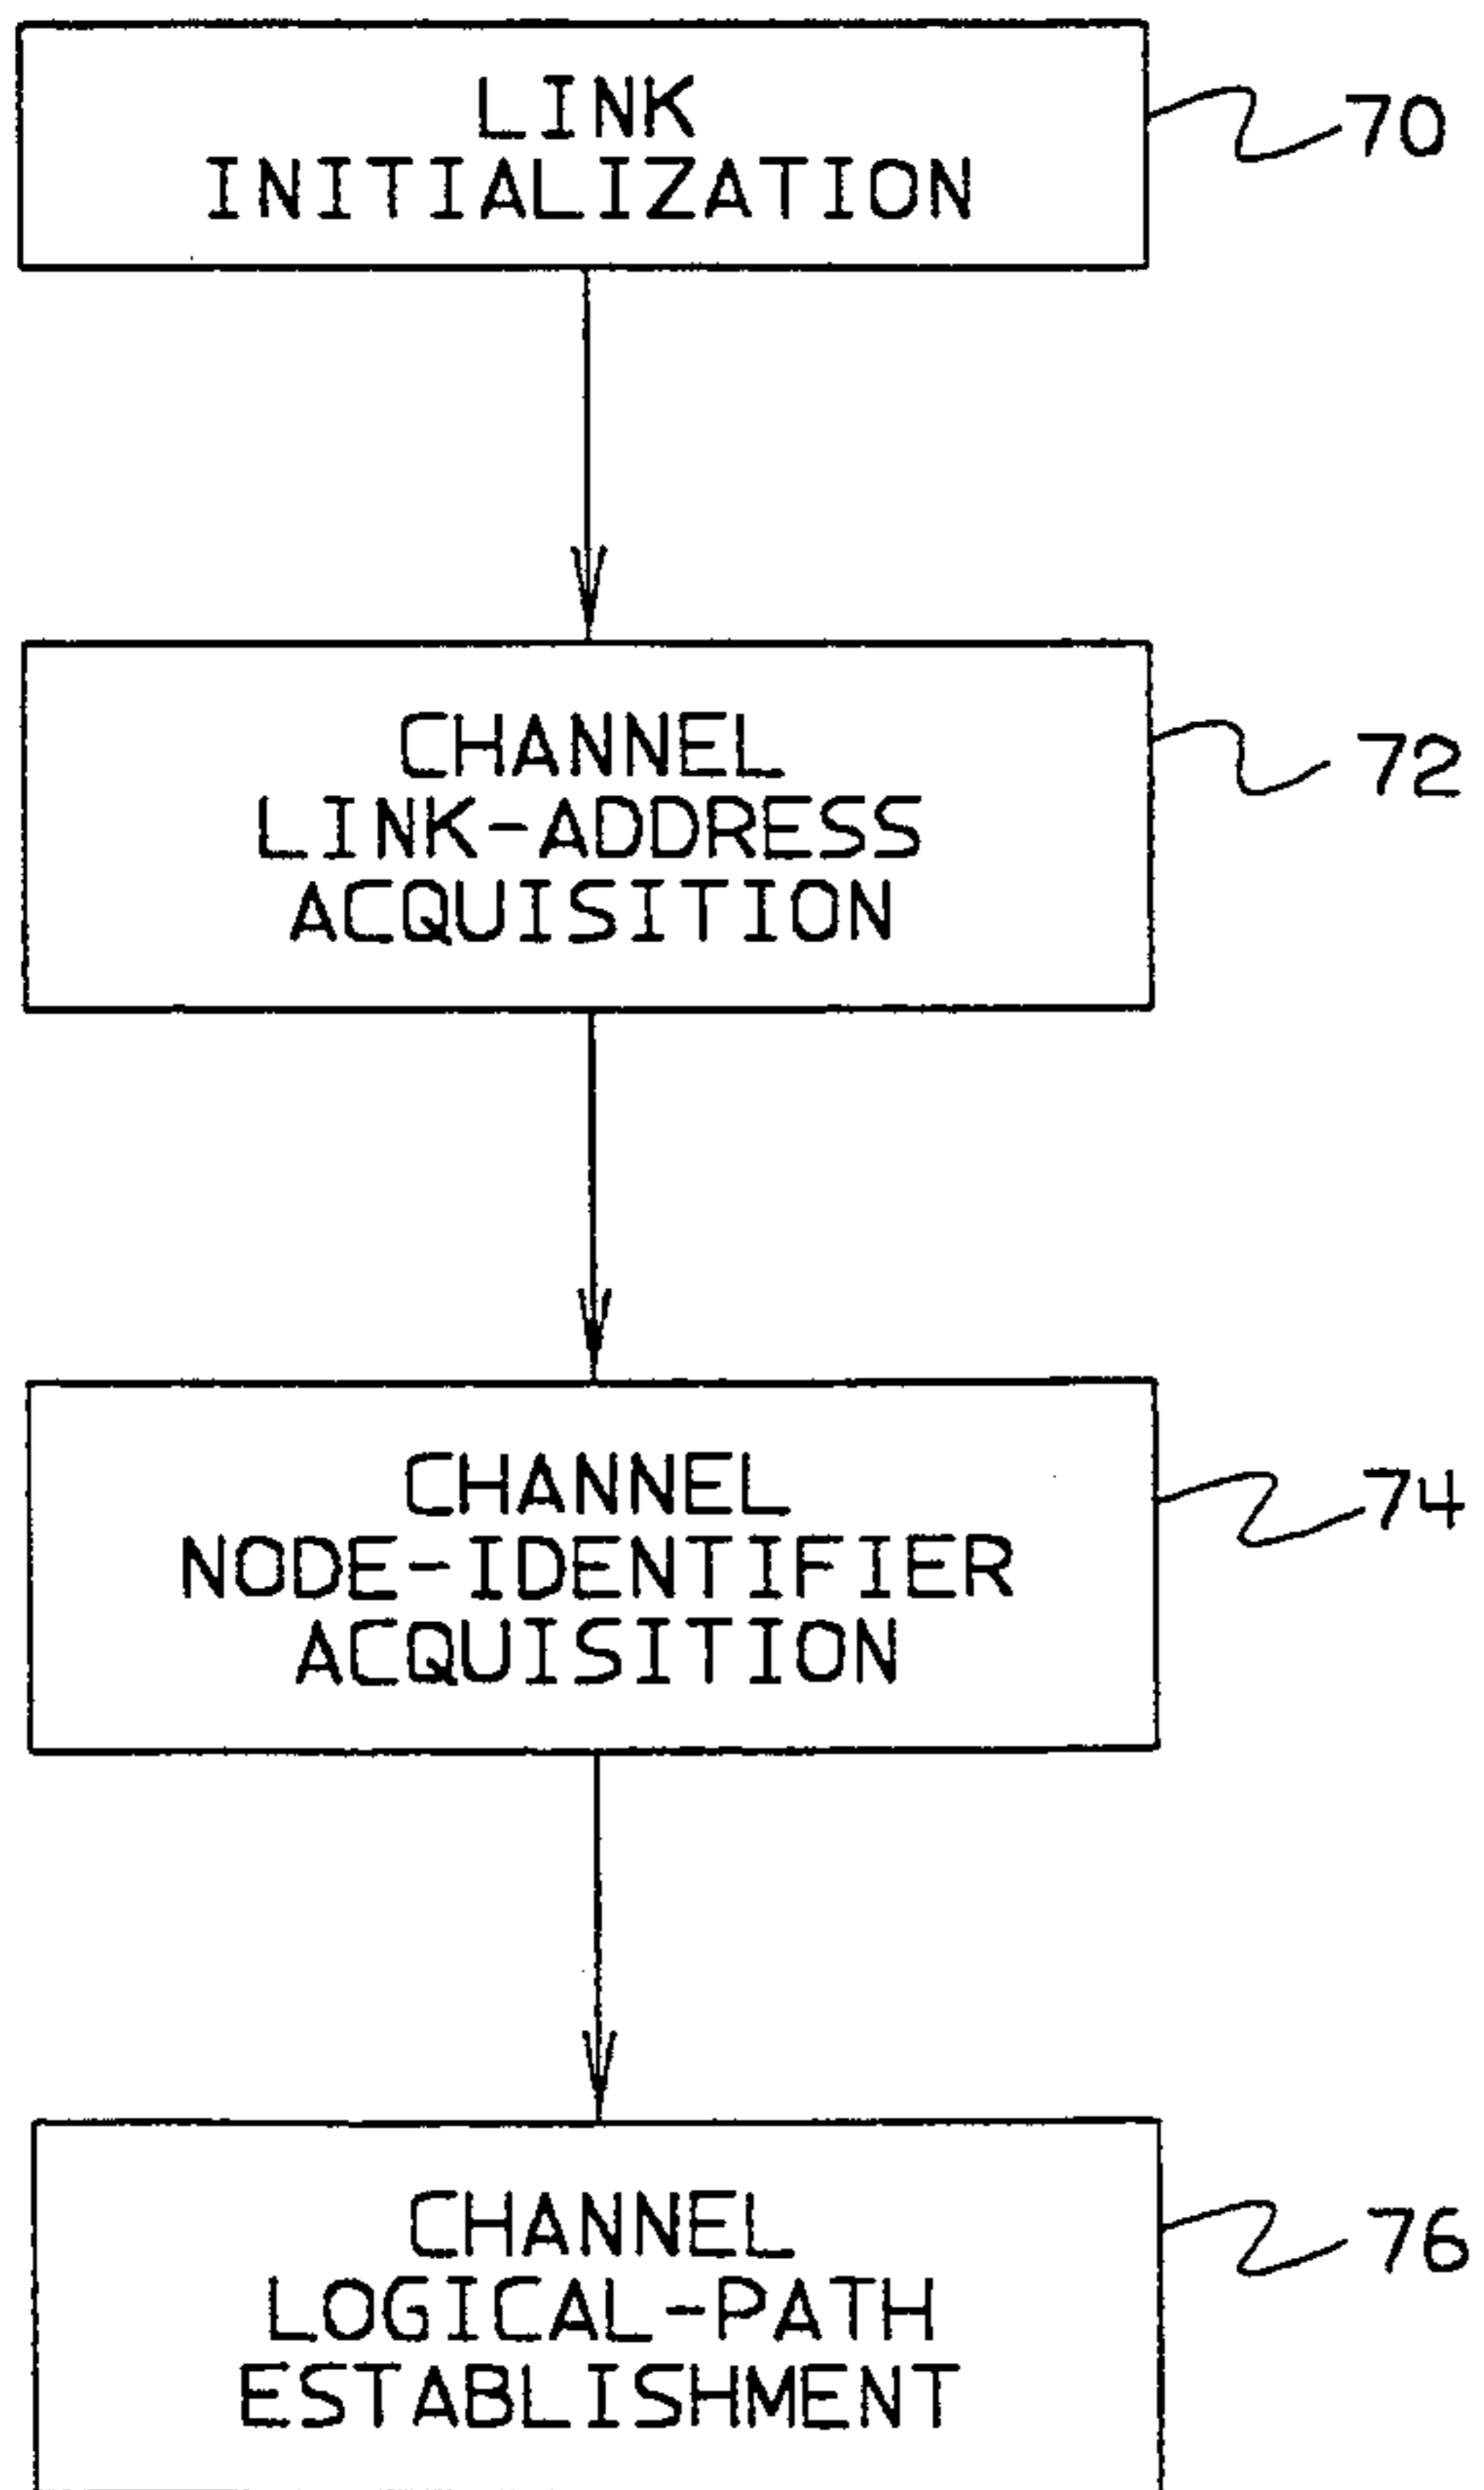 LINK
INITIALIZATION
70
CHANNEL
LINK-ADDRESS
ACQUISITION
72
CHANNEL
NODE-IDENTIFIER
ACQUISITION
74
CHANNEL
LOGICAL-PATH
ESTABLISHMENT
76